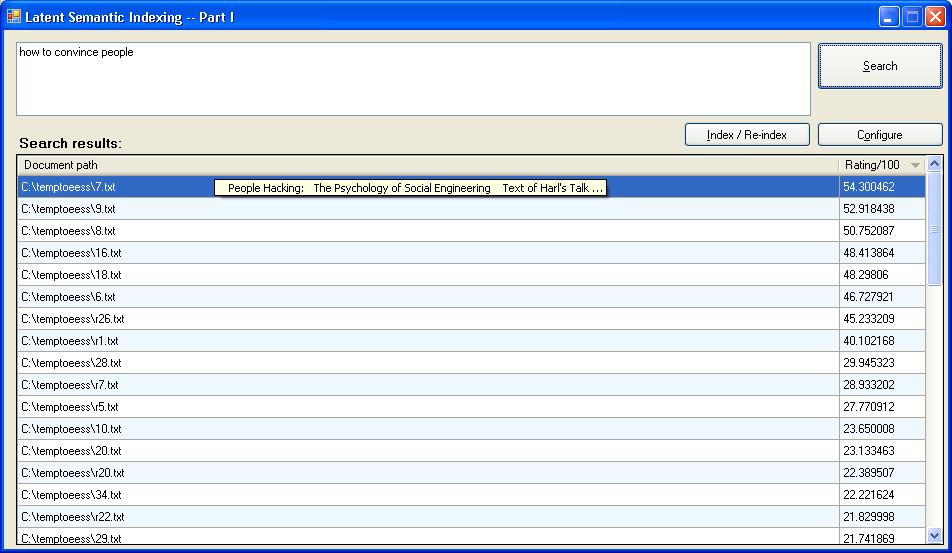 Latent Semantic Indexing -- Part I
how to convince people
Search
Index / Re-index
Configure
Search results:
Document path Rating/100
C:\temptoeess\7.txt People Hacking: The Psychology of Social Engineering Text of Harl's Talk ... 54.300462
C:\temptoeess\9.txt 52.918438
C:\temptoeess\8.txt 50.752087
C:\temptoeess\16.txt 48.413864
C:\temptoeess\18.txt 48.29806
C:\temptoeess\6.txt 46.727921
C:\temptoeess\r26.txt 45.233209
C:\temptoeess\r1.txt 40.102168
C:\temptoeess\28.txt 29.945323
C:\temptoeess\r7.txt 28.933202
C:\temptoeess\r5.txt 27.770912
C:\temptoeess\10.txt 23.650008
C:\temptoeess\20.txt 23.133463
C:\temptoeess\r20.txt 22.389507
C:\temptoeess\34.txt 22.221624
C:\temptoeess\r22.txt 21.829998
C:\temptoeess\29.txt 21.741869